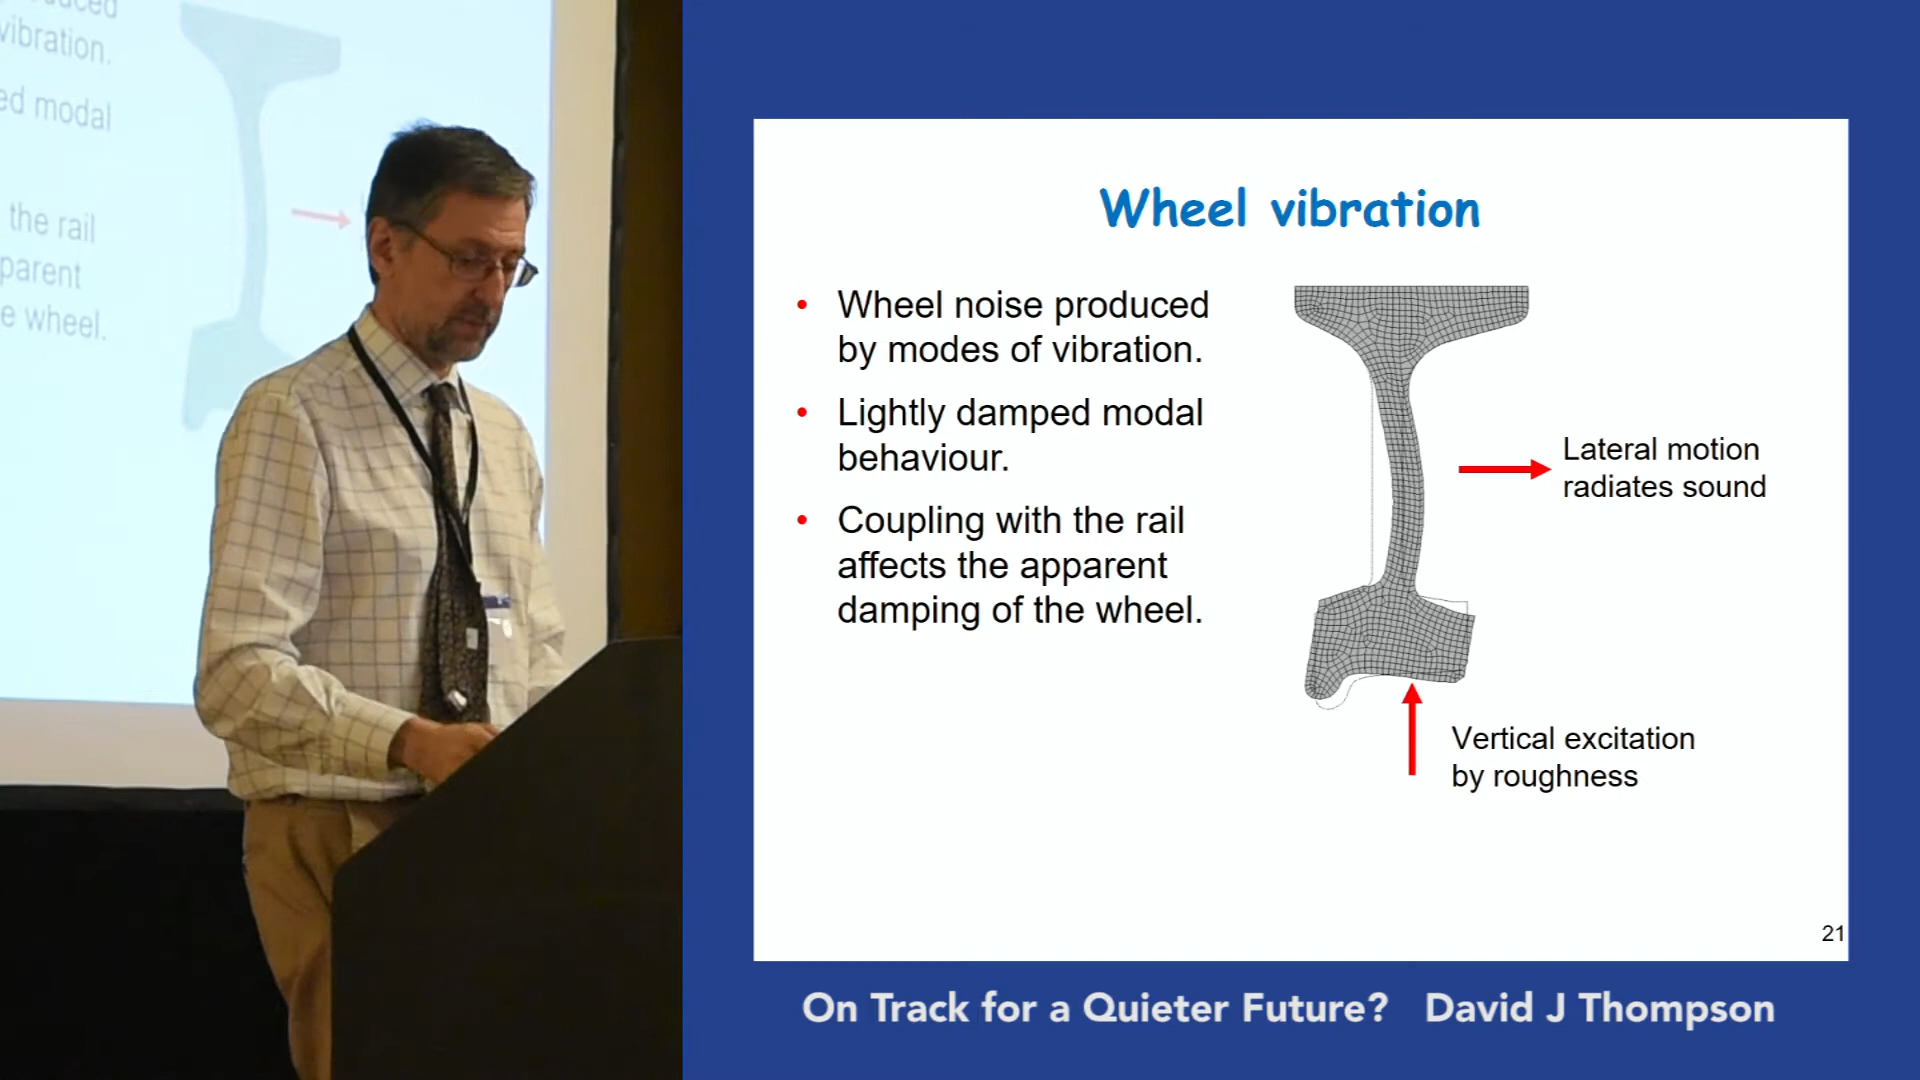 vibration.
ed modal
the rail
parent
e wheel.
Wheel vibration
• Wheel noise produced
by modes of vibration.
• Lightly damped modal
behaviour.
• Coupling with the rail
affects the apparent
damping of the wheel.
Lateral motion
radiates sound
Vertical excitation
by roughness
21
On Track for a Quieter Future? David J Thompson